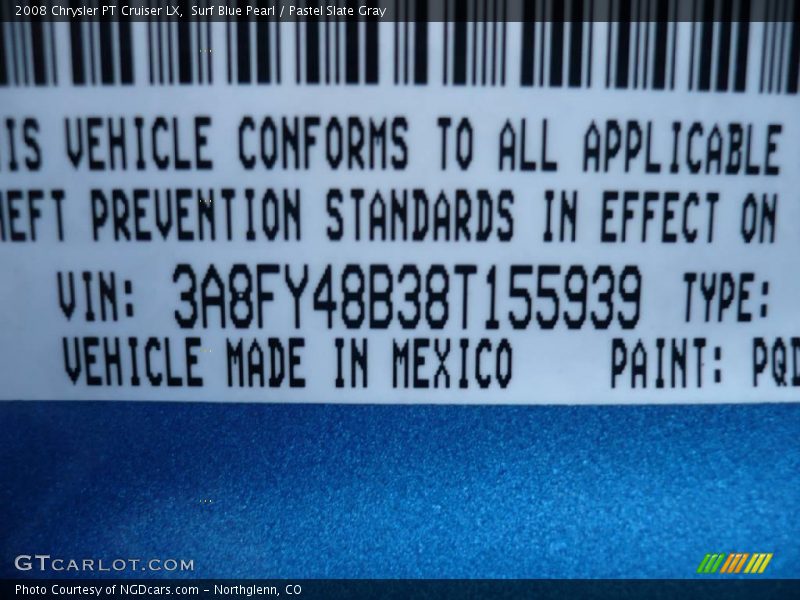 2008 Chrysler PT Cruiser LX,  Surf Blue Pearl / Pastel Slate Gray
IS VEHICLE CONFORMS TO ALL APPLICABLE
HEFT PREVENTION STANDARDS IN EFFECT ON
VIN: 3A8FY48B38T155939 TYPE:
VEHICLE MADE IN MEXICO PAINT: PQD
GTCARLOT.COM
Photo Courtesy of NGDcars.com - Northglenn, CO